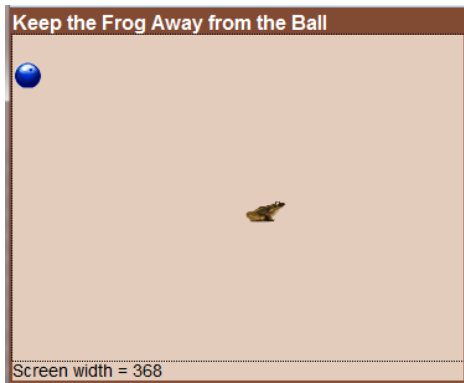 Keep the Frog Away from the Ball
Screen width = 368